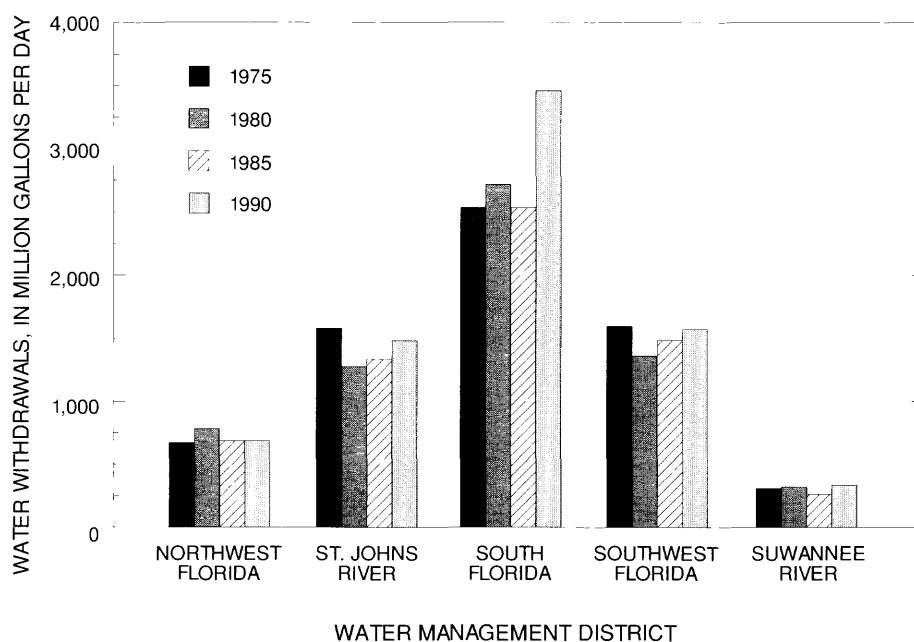 WATER WITHDRAWALS, IN MILLION GALLONS PER DAY
4,000
3,000
2,000
1,000
0
1975
1980
1985
1990
NORTHWEST
FLORIDA
ST. JOHNS
RIVER
SOUTH
FLORIDA
SOUTHWEST
FLORIDA
SUWANNEE
RIVER
WATER MANAGEMENT DISTRICT